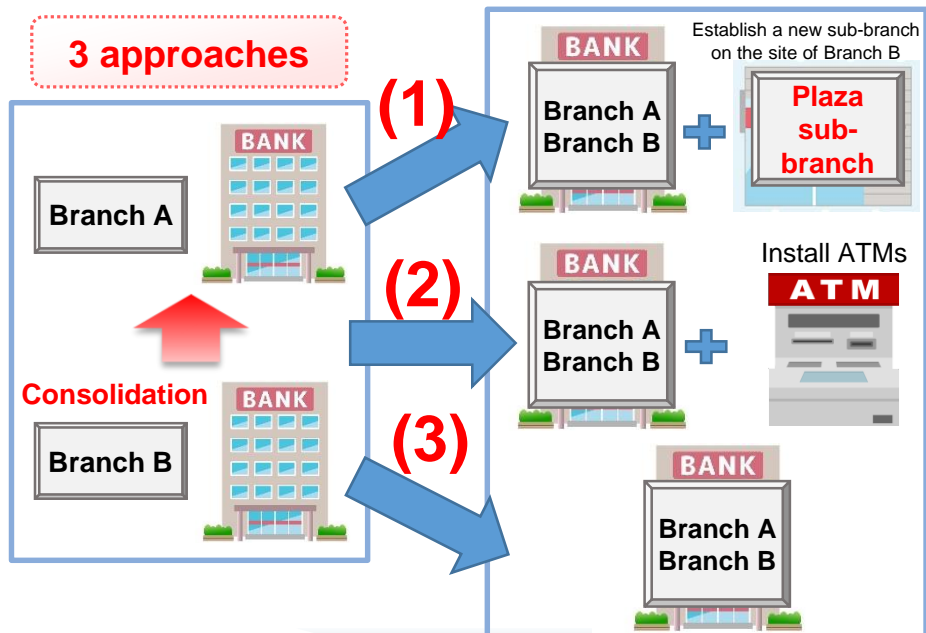 3 approaches
BANK
Branch A
Consolidation
BANK
Branch B
(1)
(2)
(3)
BANK
Branch A
Branch B
Establish a new sub-branch
on the site of Branch B
Plaza
sub-
branch
BANK
Branch A
Branch B
Install ATMs
ATM
BANK
Branch A
Branch B